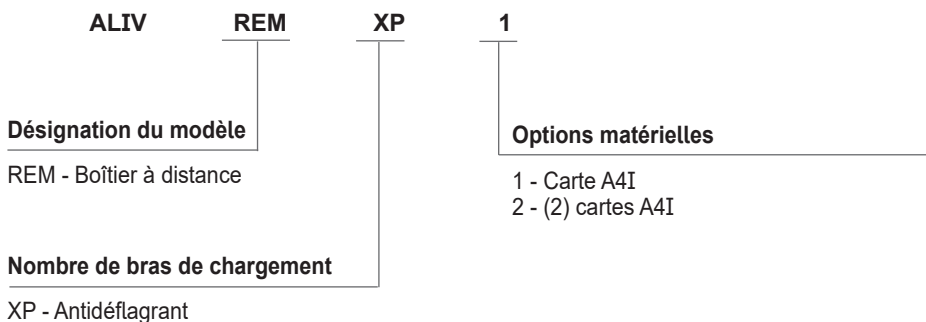 ALIV REM XP 1
Désignation du modèle
REM - Boîtier à distance
Options matérielles
1 - Carte A4I
2 - (2) cartes A4I
Nombre de bras de chargement
XP - Antidéflagrant